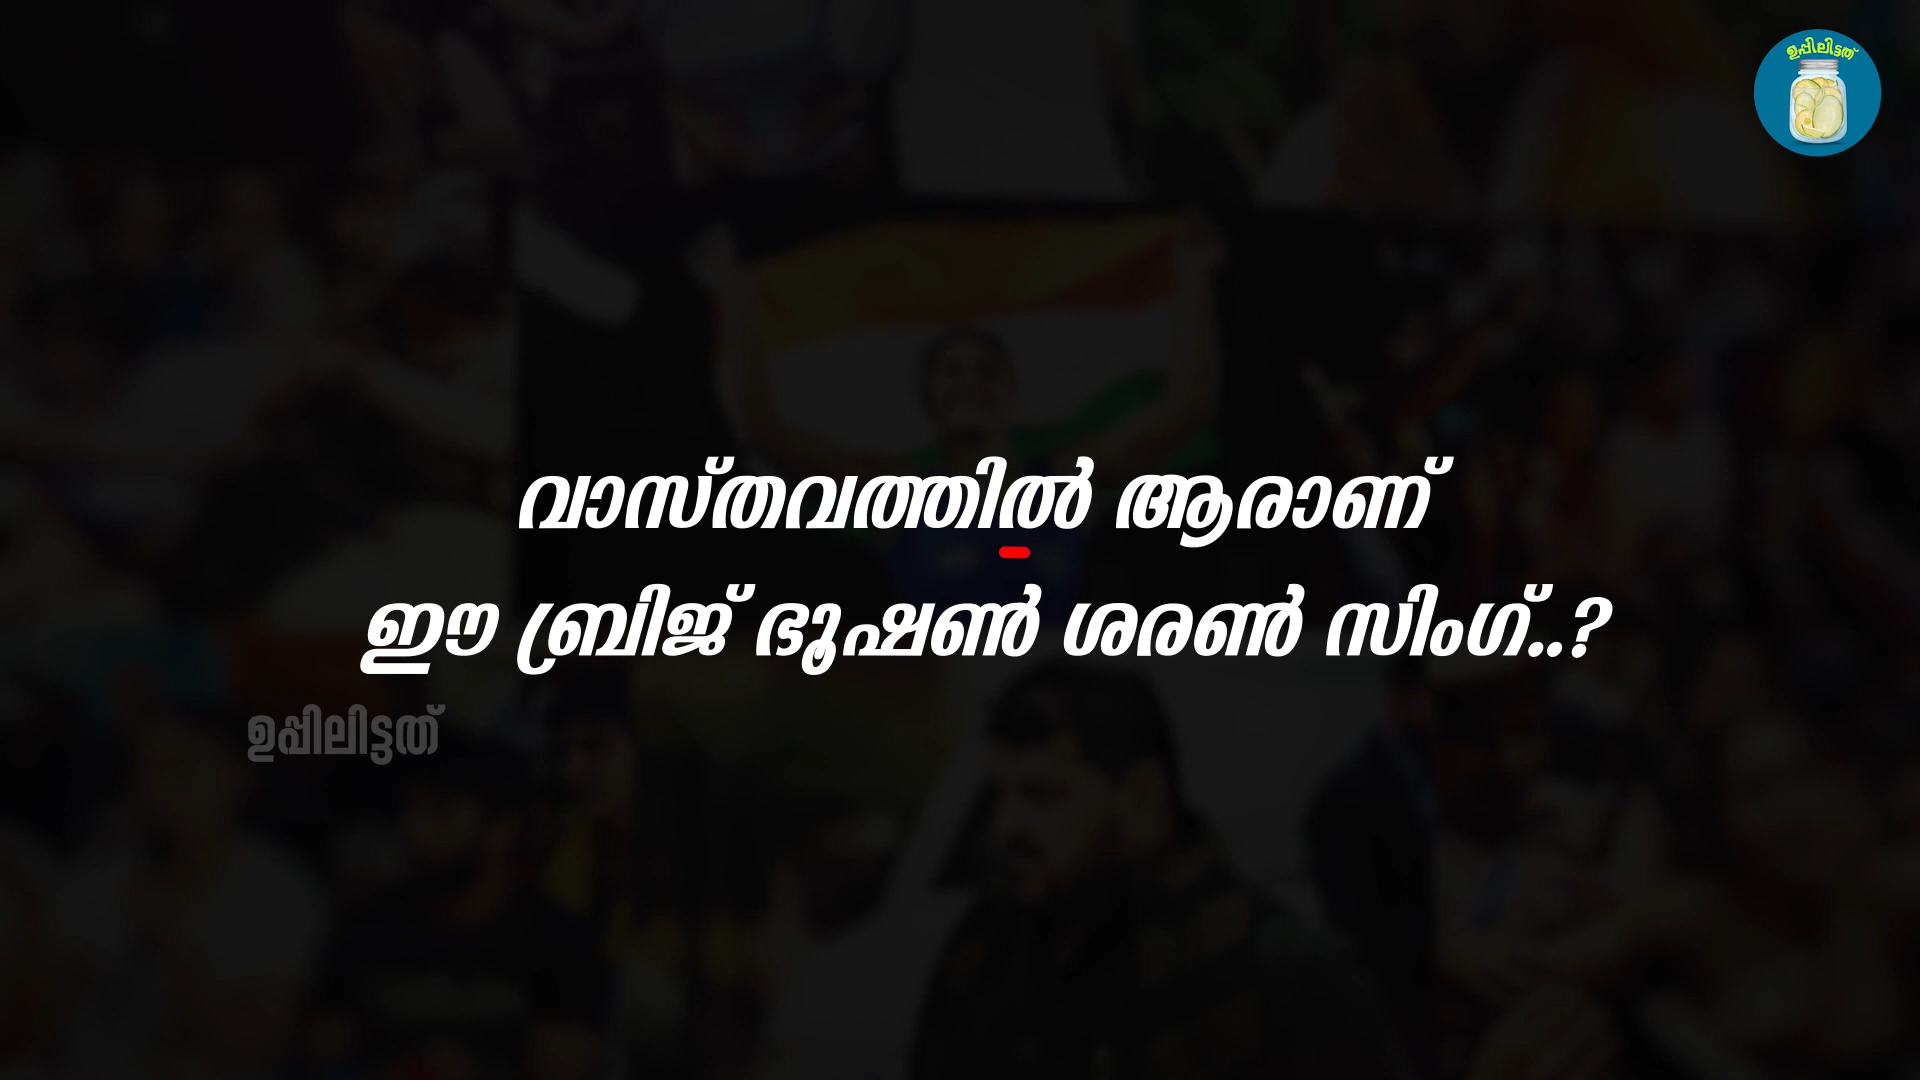 ഉപ്പിലിട്ടത്
വാസ്തവത്തിൽ ആരാണ്
ഈ ബ്രിജ് ഭൂഷൺ ശരൺ സിംഗ്..?
ഉപ്പിലിട്ടത്